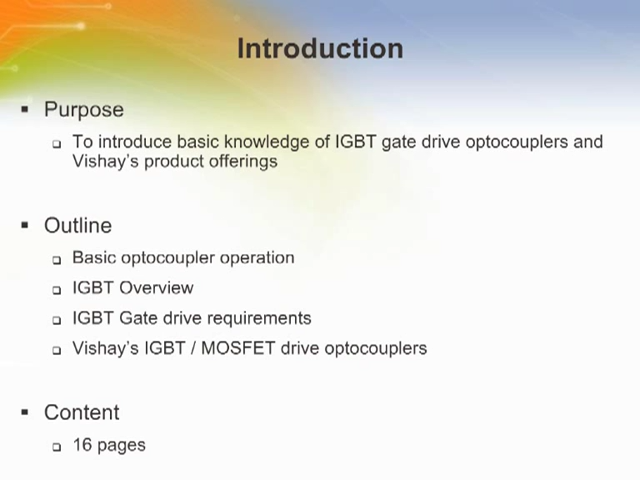 Introduction
Purpose
To introduce basic knowledge of IGBT gate drive optocouplers and
Vishay's product offerings
Outline
Basic optocoupler operation
IGBT Overview
IGBT Gate drive requirements
Vishay's IGBT / MOSFET drive optocouplers
Content
16 pages